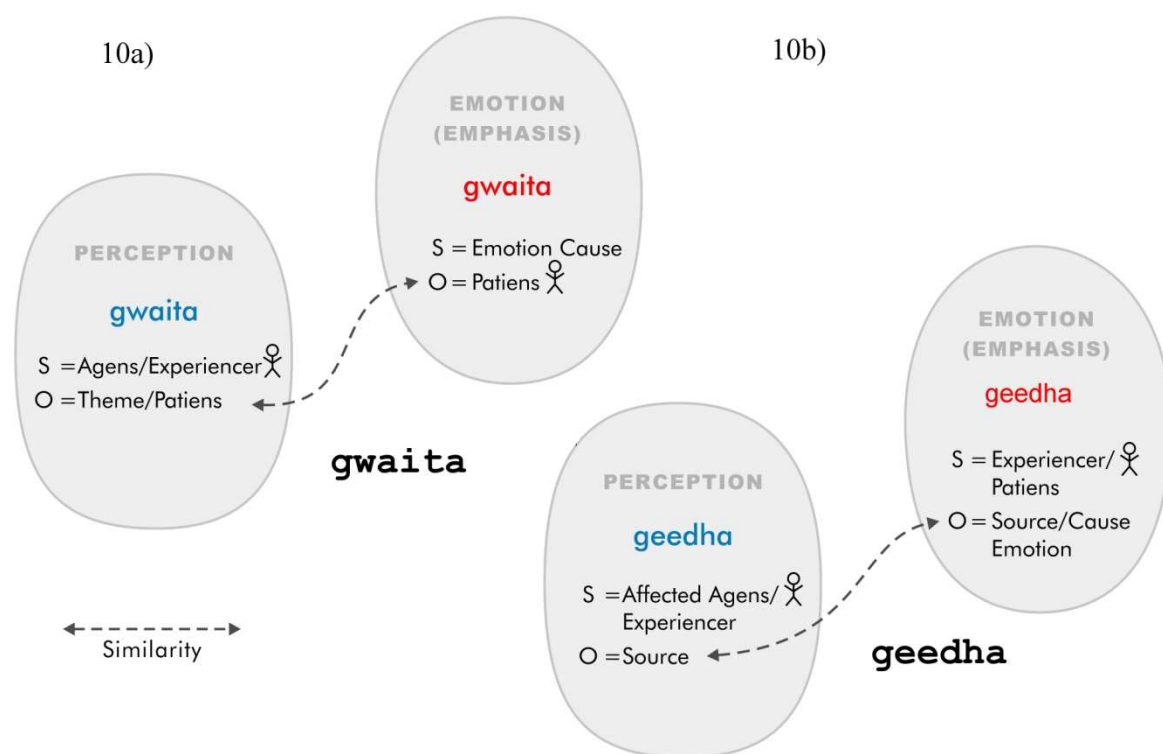 10a)
PERCEPTION
gwaita
S = Agens/Experiencer
O = Theme/Patiens
EMOTION
(EMPHASIS)
gwaita
S = Emotion Cause
O = Patiens
gwaita
Similarity
10b)
PERCEPTION
geedha
S = Affected Agens/
Experiencer
O = Source
EMOTION
(EMPHASIS)
geedha
S = Experiencer/
Patiens
O = Source/Cause
Emotion
geedha